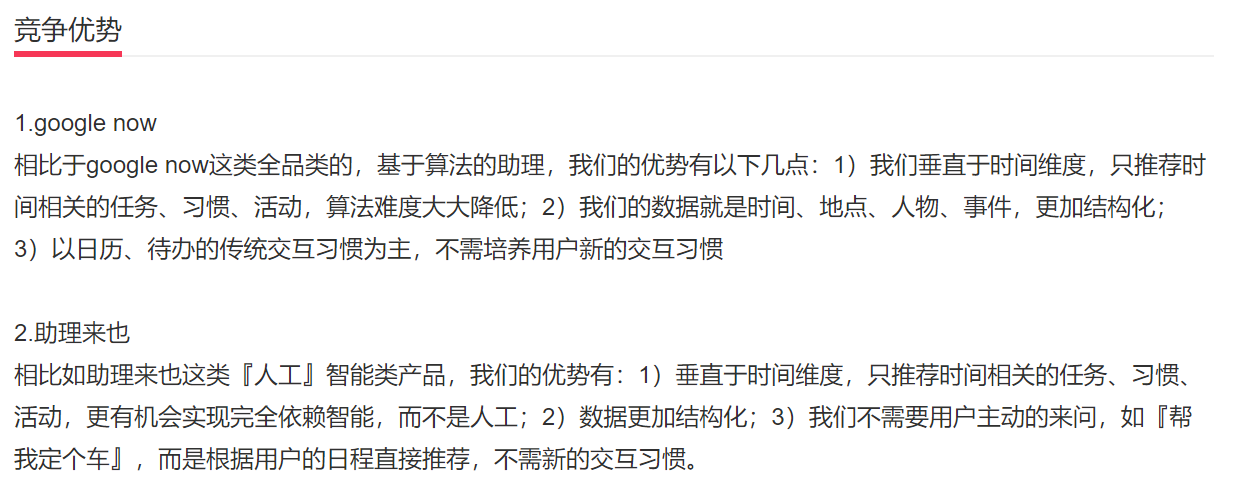 竞争优势
1.google now
相比于google now这类全品类的，基于算法的助理，我们的优势有以下几点：1）我们垂直于时间维度，只推荐时
间相关的任务、习惯、活动，算法难度大大降低；2）我们的数据就是时间、地点、人物、事件，更加结构化；
3）以日历、待办的传统交互习惯为主，不需培养用户新的交互习惯
2.助理来也
相比如助理来也这类『人工』智能类产品，我们的优势有：1）垂直于时间维度，只推荐时间相关的任务、习惯、
活动，更有机会实现完全依赖智能，而不是人工；2）数据更加结构化；3）我们不需要用户主动的来问，如『帮
我定个车』，而是根据用户的日程直接推荐，不需新的交互习惯。